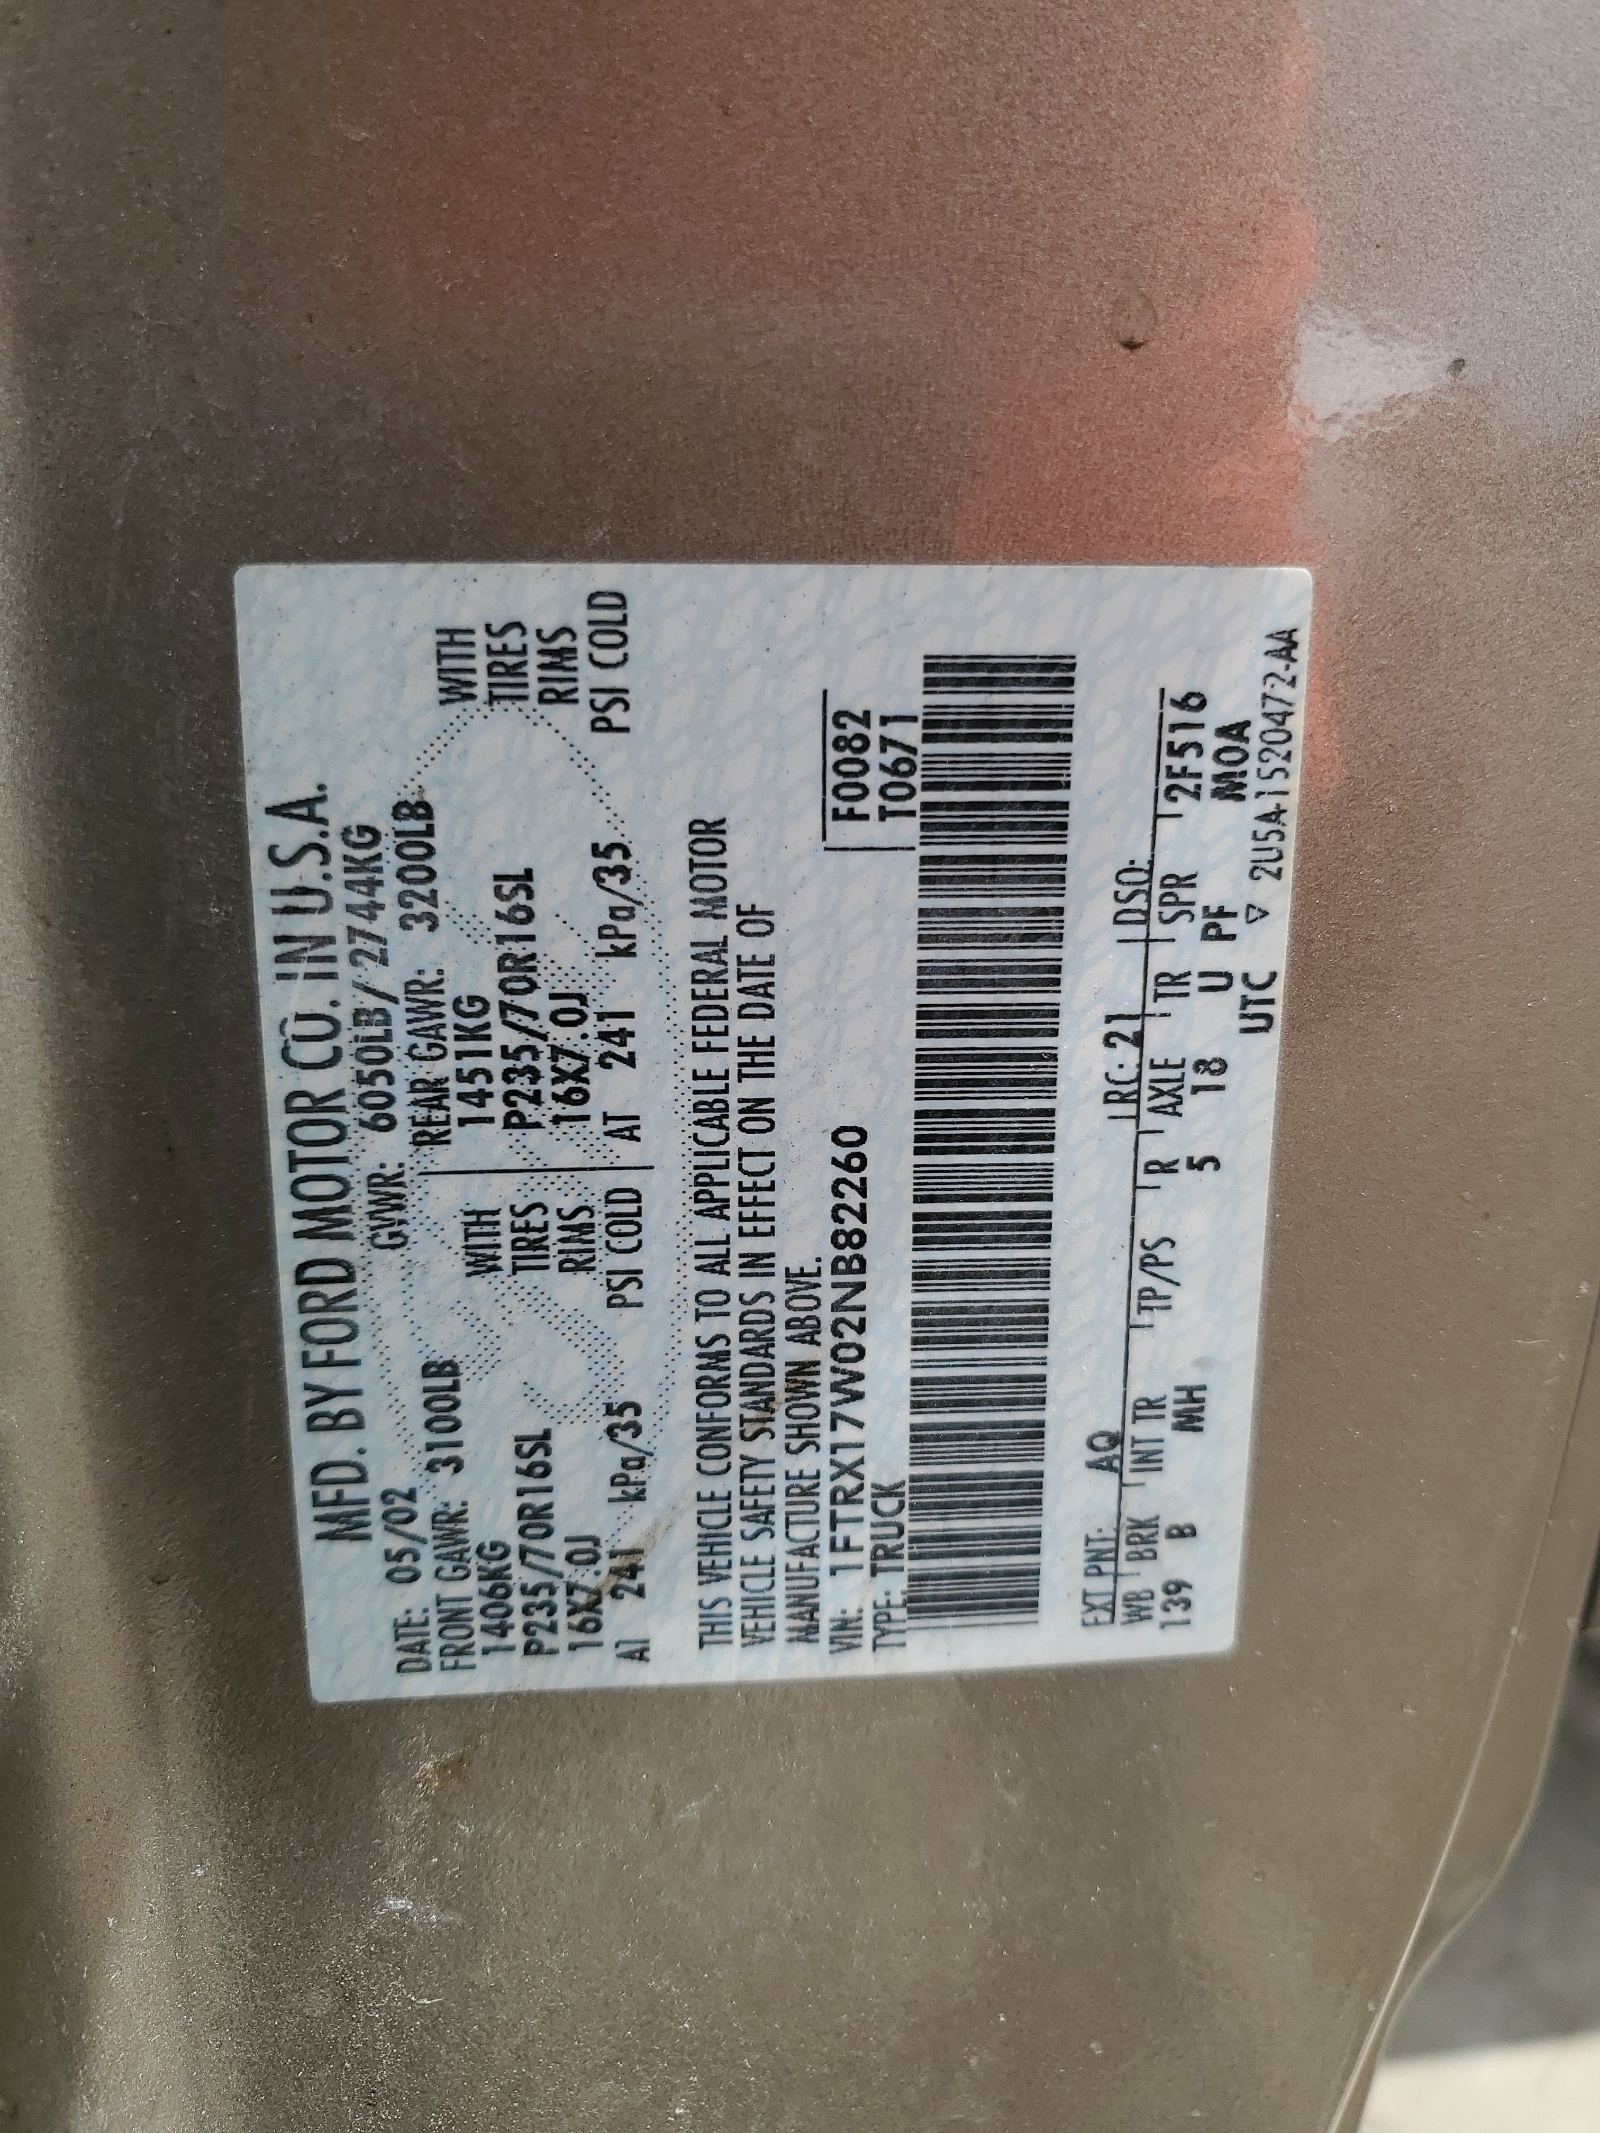 MFD. BY FORD MOTOR CO. IN U.S.A.
DATE: 05/02 GVWR: 6050LB/2744KG
FRONT GAWR: 3100LB REAR GAWR: 3200LB
1406KG WITH 1451KG WITH
P235/70R16SL TIRES P235/70R16SL TIRES
16X7.0J RIMS 16X7.0J RIMS
AT 241 kPa/35 PSI COLD AT 241 kPa/35 PSI COLD
THIS VEHICLE CONFORMS TO ALL APPLICABLE FEDERAL MOTOR
VEHICLE SAFETY STANDARDS IN EFFECT ON THE DATE OF
MANUFACTURE SHOWN ABOVE.
VIN: 1FTRX17W02NB82260 F0082
TYPE: TRUCK T0671
EXT PNT: AQ RC: 21 DSO:
WB BRK INT TR TP/PS R AXLE TR SPR 2F516
139 B MH 5 18 U PF M0A
UTC ▽ 2U5A-1520472-AA